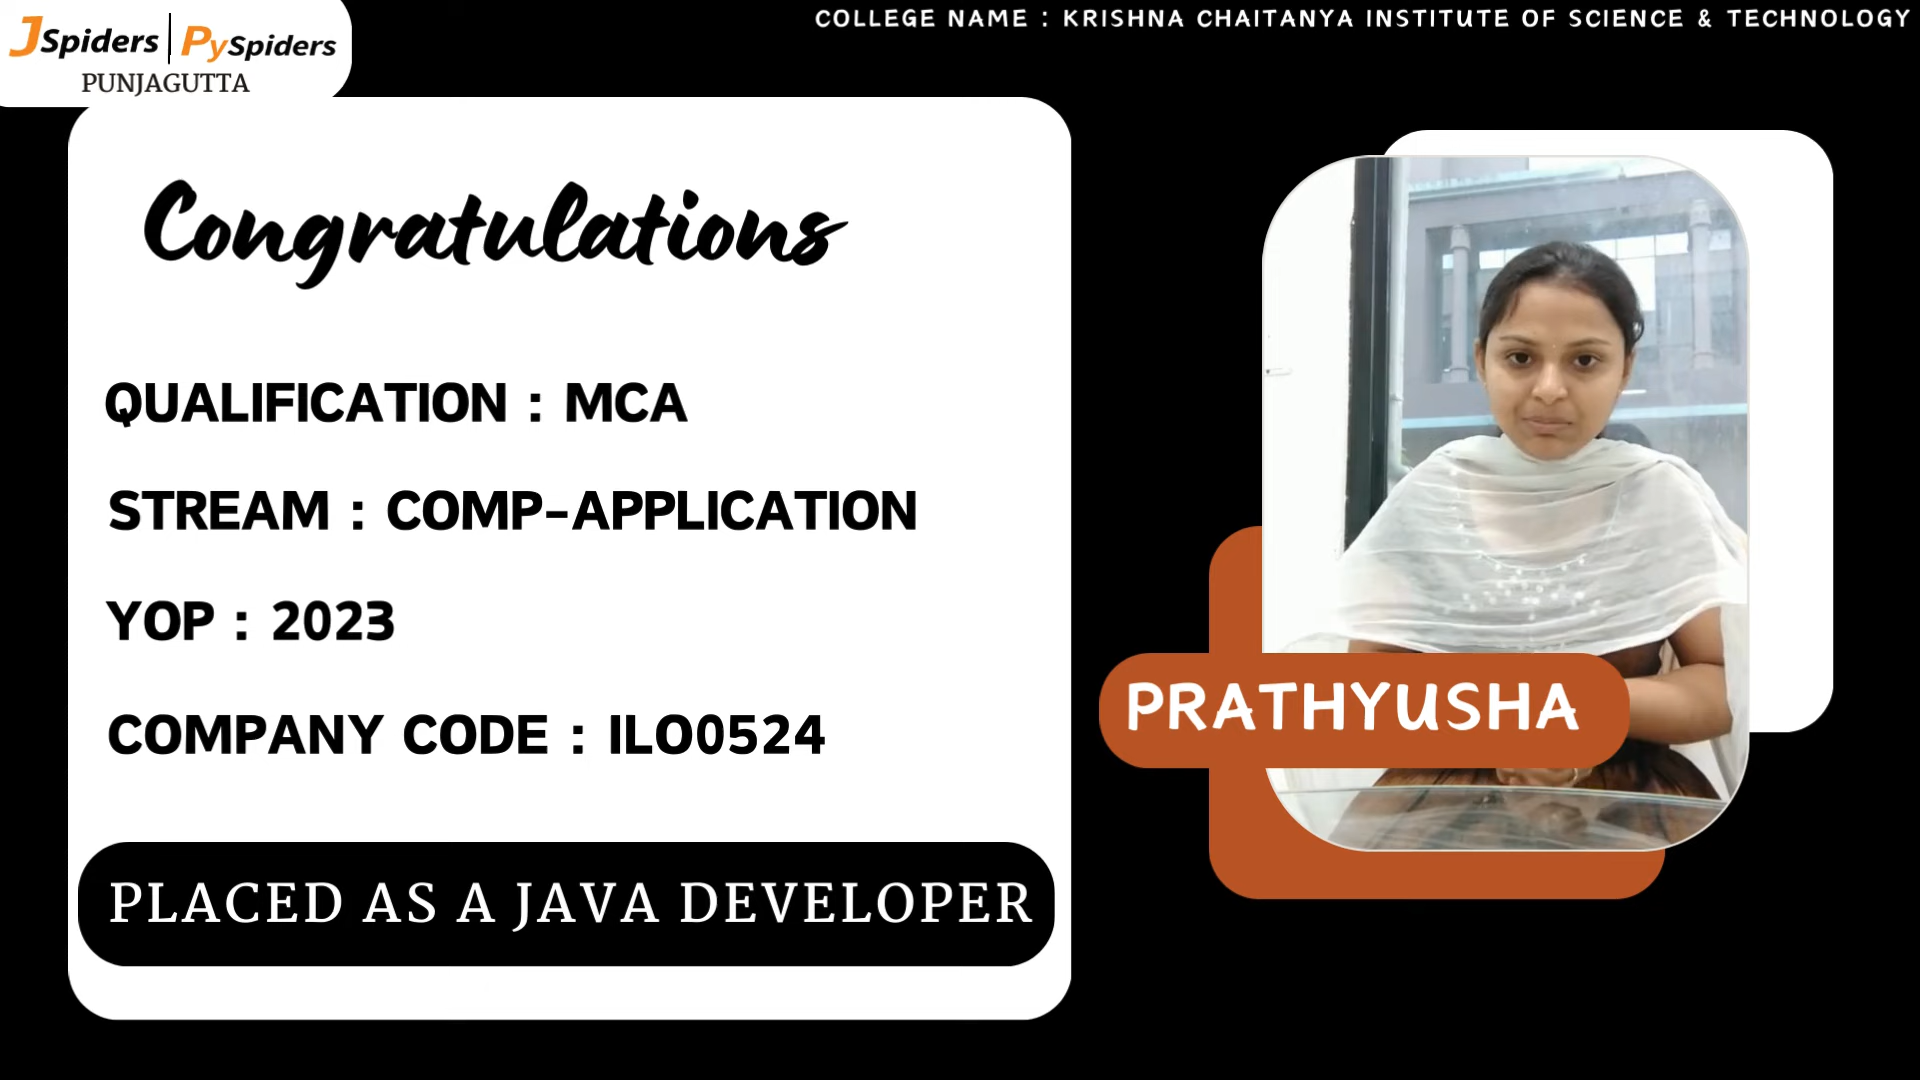 JSpiders | PySpiders
PUNJAGUTTA
COLLEGE NAME : KRISHNA CHAITANYA INSTITUTE OF SCIENCE & TECHNOLOGY
Congratulations
QUALIFICATION : MCA
STREAM : COMP-APPLICATION
YOP : 2023
COMPANY CODE : ILO0524
PLACED AS A JAVA DEVELOPER
PRATHYUSHA